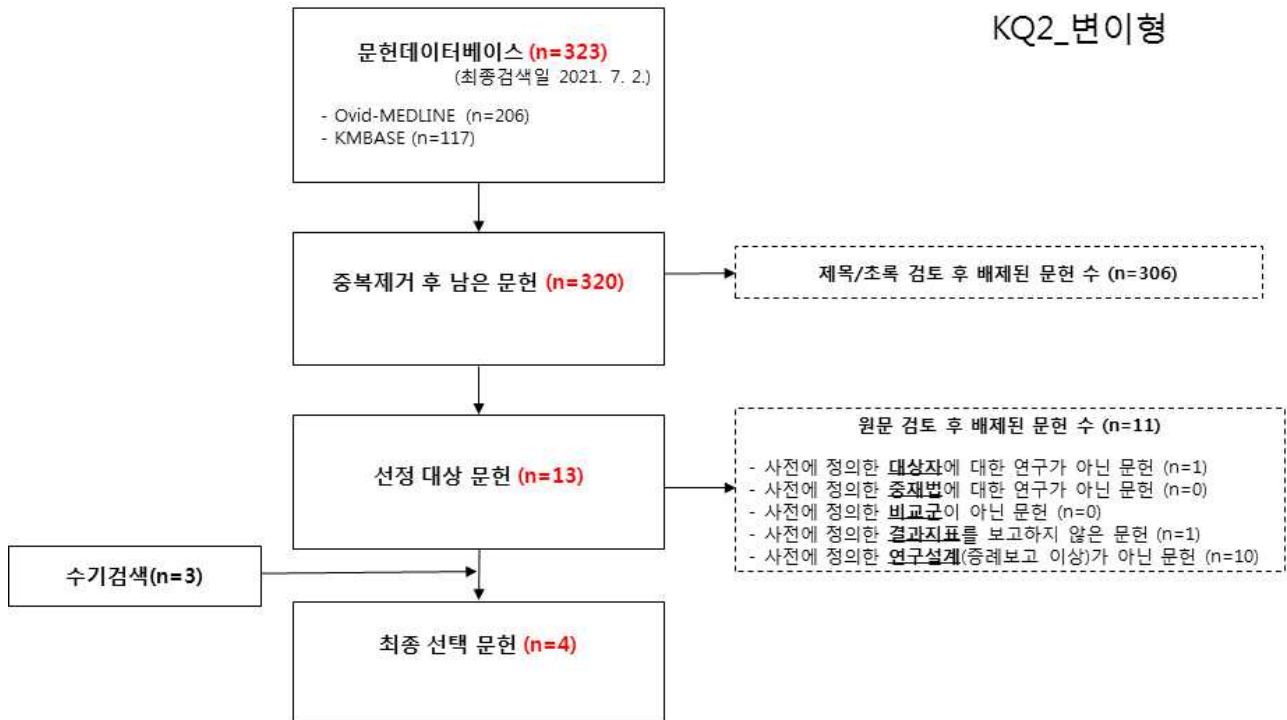 KQ2_변이형
문헌데이터베이스 (n=323)
(최종검색일 2021. 7. 2.)
- Ovid-MEDLINE (n=206)
- KMBASE (n=117)
중복제거 후 남은 문헌 (n=320)
제목/초록 검토 후 배제된 문헌 수 (n=306)
선정 대상 문헌 (n=13)
원문 검토 후 배제된 문헌 수 (n=11)
- 사전에 정의한 대상자에 대한 연구가 아닌 문헌 (n=1)
- 사전에 정의한 중재법에 대한 연구가 아닌 문헌 (n=0)
- 사전에 정의한 비교군이 아닌 문헌 (n=0)
- 사전에 정의한 결과지표를 보고하지 않은 문헌 (n=1)
- 사전에 정의한 연구설계(증례보고 이상)가 아닌 문헌 (n=10)
수기검색(n=3)
최종 선택 문헌 (n=4)